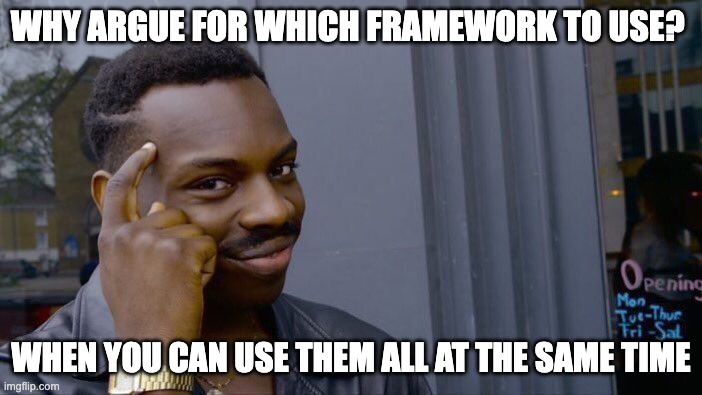 WHY ARGUE FOR WHICH FRAMEWORK TO USE?
Opening
Mon
Tue-Thur
Fri-Sat
WHEN YOU CAN USE THEM ALL AT THE SAME TIME
imgflip.com